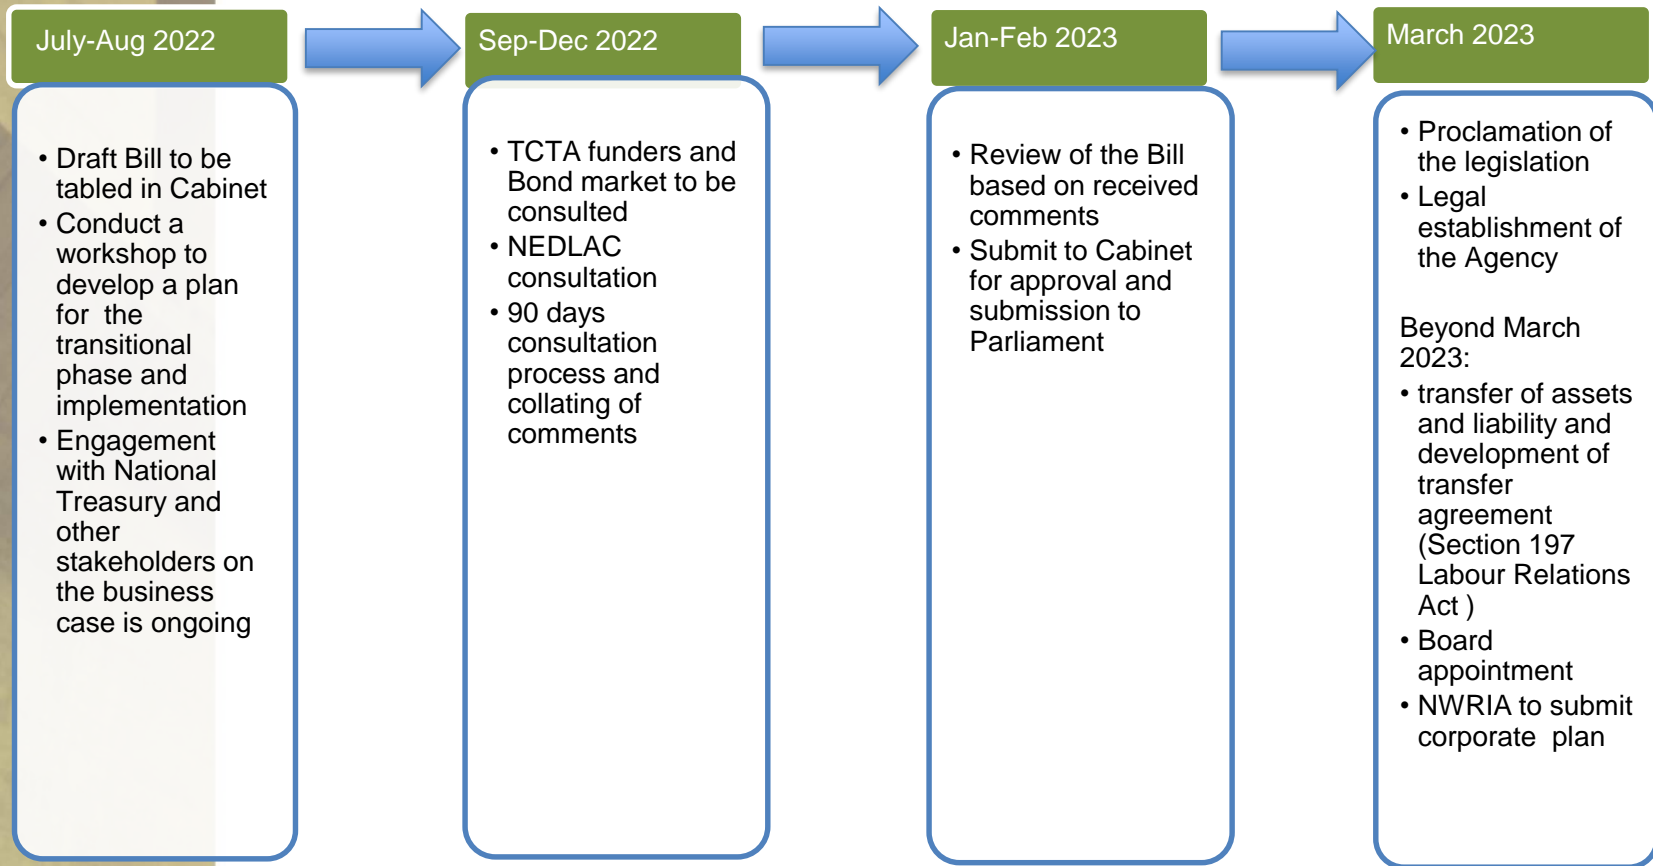 July-Aug 2022
• Draft Bill to be
tabled in Cabinet
• Conduct a
workshop to
develop a plan
for the
transitional
phase and
implementation
• Engagement
with National
Treasury and
other
stakeholders on
the business
case is ongoing
Sep-Dec 2022
• TCTA funders and
Bond market to be
consulted
• NEDLAC
consultation
• 90 days
consultation
process and
collating of
comments
Jan-Feb 2023
• Review of the Bill
based on received
comments
• Submit to Cabinet
for approval and
submission to
Parliament
March 2023
• Proclamation of
the legislation
• Legal
establishment of
the Agency
Beyond March
2023:
• transfer of assets
and liability and
development of
transfer
agreement
(Section 197
Labour Relations
Act )
• Board
appointment
• NWRIA to submit
corporate plan